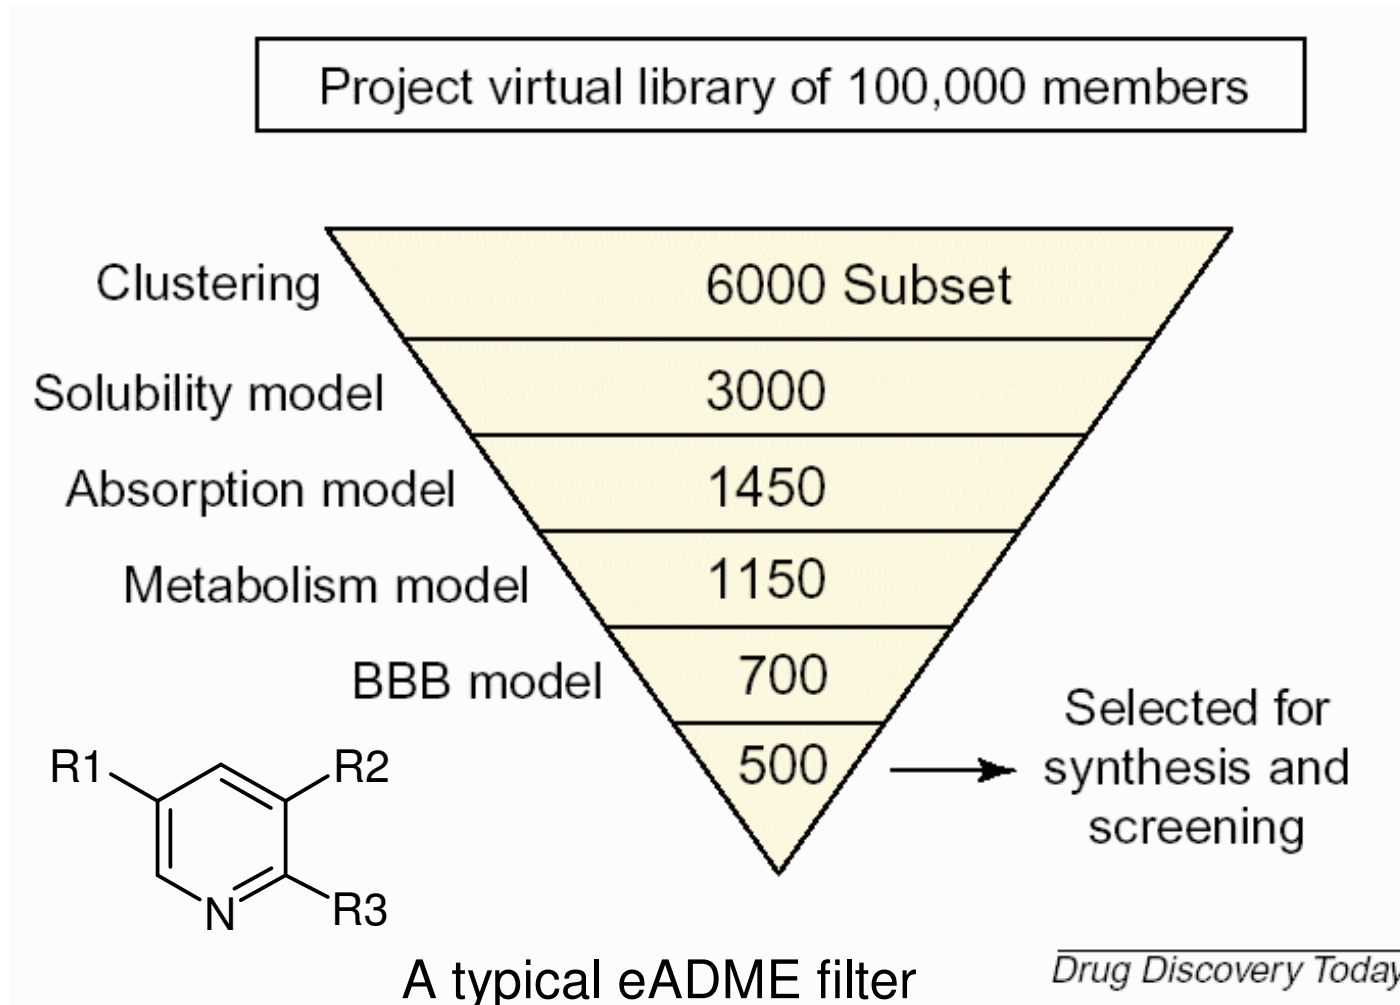 Project virtual library of 100,000 members
Clustering
6000 Subset
Solubility model
3000
Absorption model
1450
Metabolism model
1150
BBB model
700
500
Selected for
synthesis and
screening
R1
R2
N
R3
A typical eADME filter
Drug Discovery Today